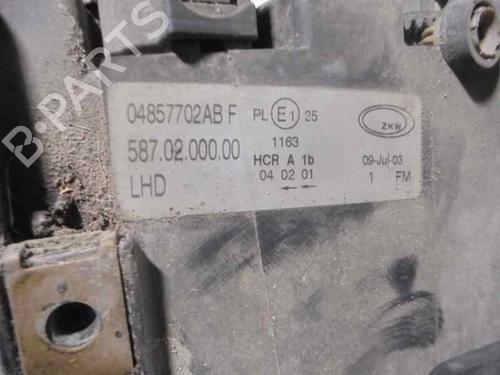 04857702AB F PL E1 25 ZKW
587.02.000.00 1163
HCR A 1b 09-Jul-03
LHD 04 02 01 1 FM
← ←